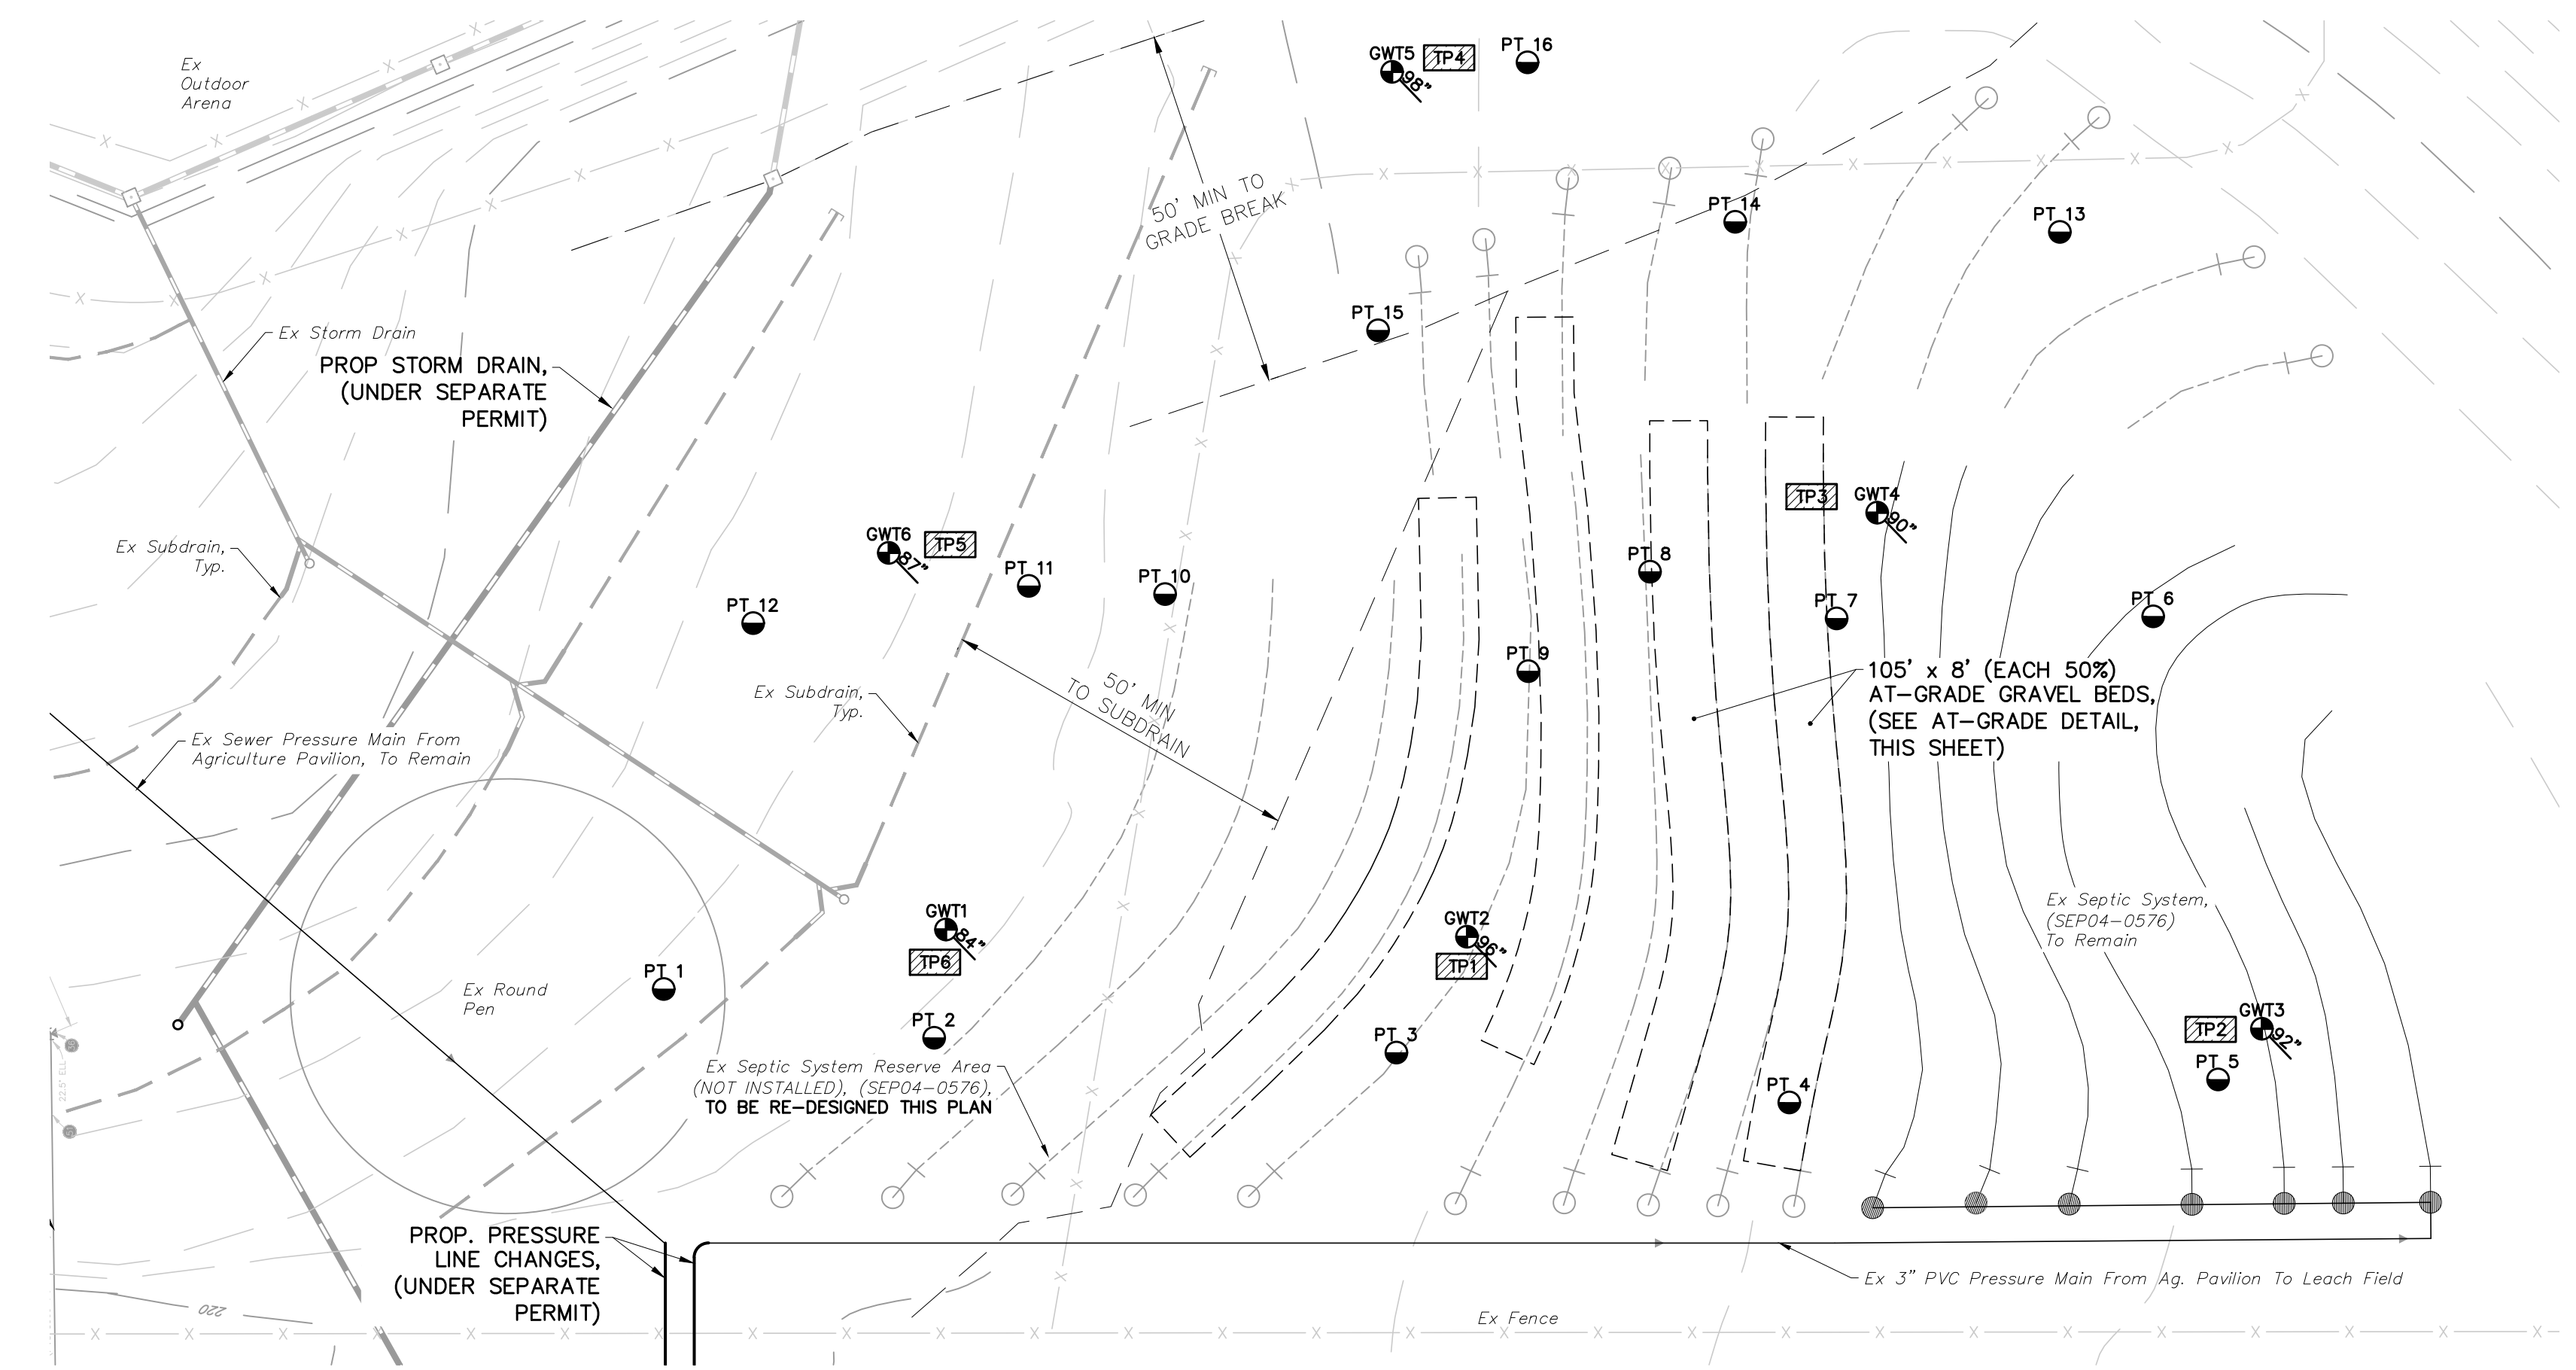 Ex
Outdoor
Arena
GWT5
TP4
PT 16
98"
50' MIN TO
GRADE BREAK
PT 14
PT 13
PT 15
Ex Storm Drain
PROP STORM DRAIN,
(UNDER SEPARATE
PERMIT)
TP3
GWT4
90"
Ex Subdrain,
Typ.
GWT6
TP5
87"
PT 11
PT 10
PT 12
PT 8
PT 7
PT 6
PT 9
105' x 8' (EACH 50%)
AT-GRADE GRAVEL BEDS,
(SEE AT-GRADE DETAIL,
THIS SHEET)
50' MIN
TO SUBDRAIN
Ex Subdrain,
Typ.
Ex Sewer Pressure Main From
Agriculture Pavilion, To Remain
Ex Septic System,
(SEP04-0576)
To Remain
GWT1
84"
TP6
GWT2
96"
TP1
PT 1
Ex Round
Pen
PT 2
PT 3
TP2
GWT3
92"
PT 5
PT 4
22.5° ELL
Ex Septic System Reserve Area
(NOT INSTALLED), (SEP04-0576),
TO BE RE-DESIGNED THIS PLAN
PROP. PRESSURE
LINE CHANGES,
(UNDER SEPARATE
PERMIT)
Ex 3" PVC Pressure Main From Ag. Pavilion To Leach Field
220
Ex Fence